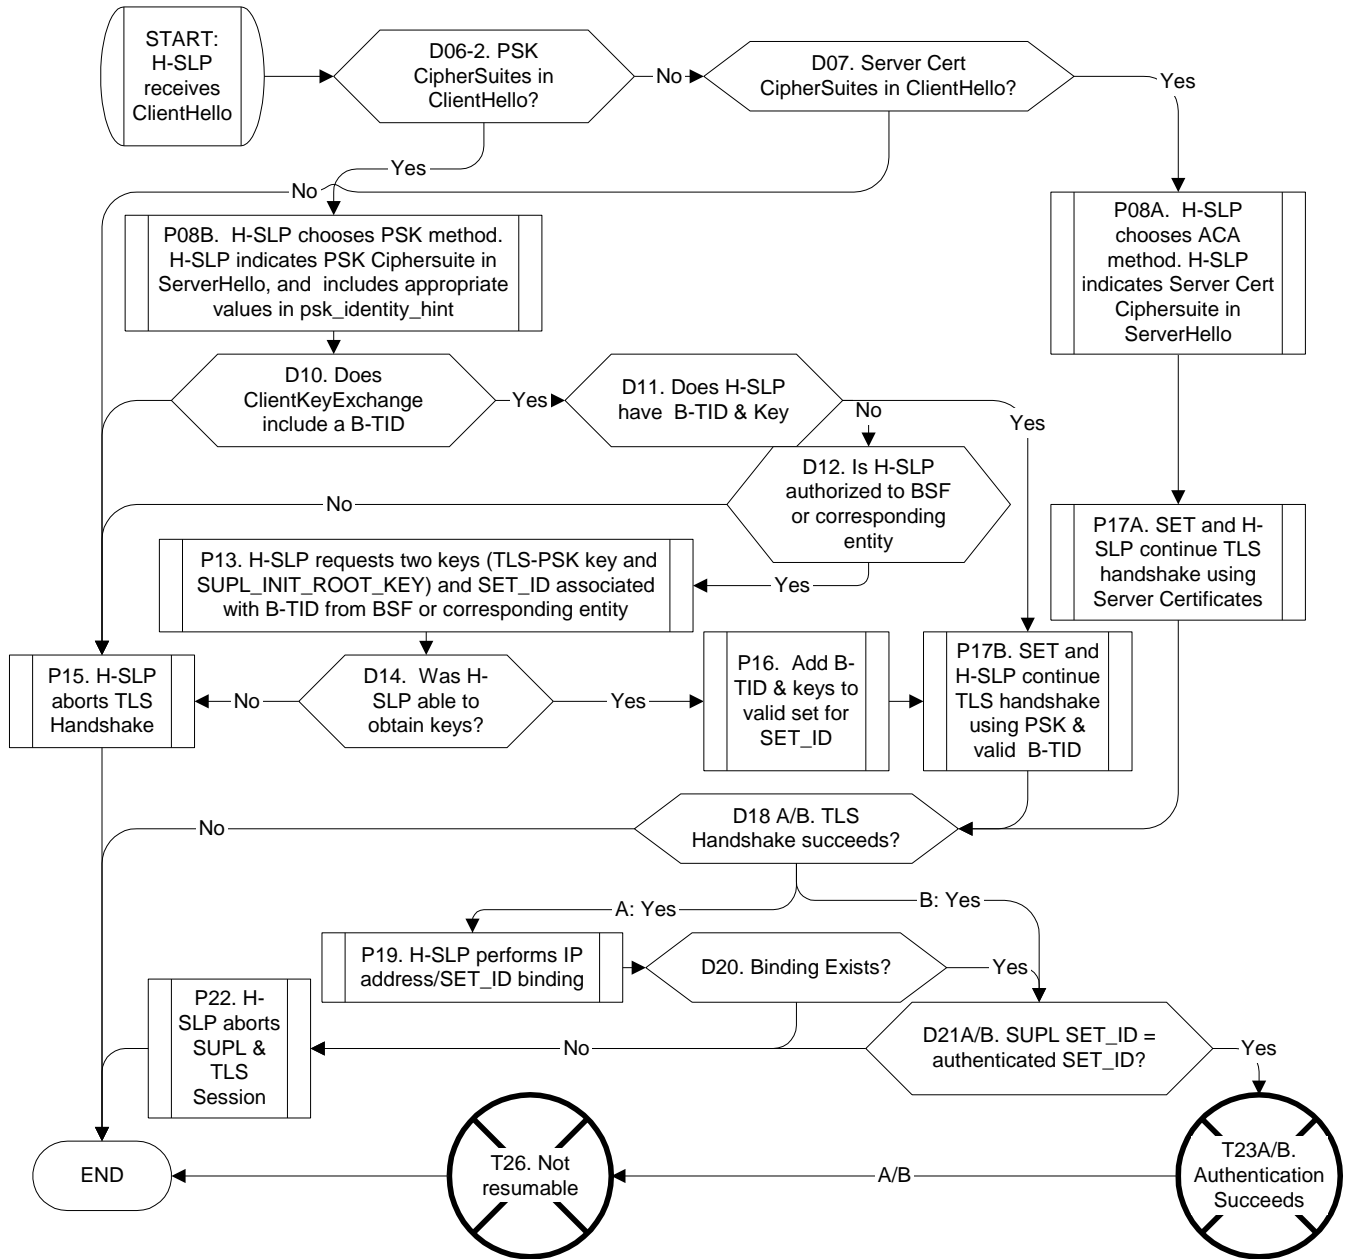 START:
H-SLP
receives
ClientHello
D06-2. PSK
CipherSuites in
ClientHello?
No
D07. Server Cert
CipherSuites in ClientHello?
Yes
Yes
No
P08B.  H-SLP chooses PSK method.
H-SLP indicates PSK Ciphersuite in
ServerHello, and  includes appropriate
values in psk_identity_hint
P08A.  H-SLP
chooses ACA
method. H-SLP
indicates Server Cert
Ciphersuite in
ServerHello
D10. Does
ClientKeyExchange
include a B-TID
Yes
D11. Does H-SLP
have  B-TID & Key
No
Yes
D12. Is H-SLP
authorized to BSF
or corresponding
entity
No
Yes
P13. H-SLP requests two keys (TLS-PSK key and
SUPL_INIT_ROOT_KEY) and SET_ID associated
with B-TID from BSF or corresponding entity
P17A. SET and H-
SLP continue TLS
handshake using
Server Certificates
P15. H-SLP
aborts TLS
Handshake
No
D14.  Was H-
SLP able to
obtain keys?
Yes
P16.  Add B-
TID & keys to
valid set for
SET_ID
P17B. SET and
H-SLP continue
TLS handshake
using PSK &
valid  B-TID
No
D18 A/B. TLS
Handshake succeeds?
A: Yes
B: Yes
P19. H-SLP performs IP
address/SET_ID binding
D20. Binding Exists?
Yes
P22. H-
SLP aborts
SUPL &
TLS
Session
No
D21A/B. SUPL SET_ID =
authenticated SET_ID?
Yes
END
T26. Not
resumable
A/B
T23A/B.
Authentication
Succeeds